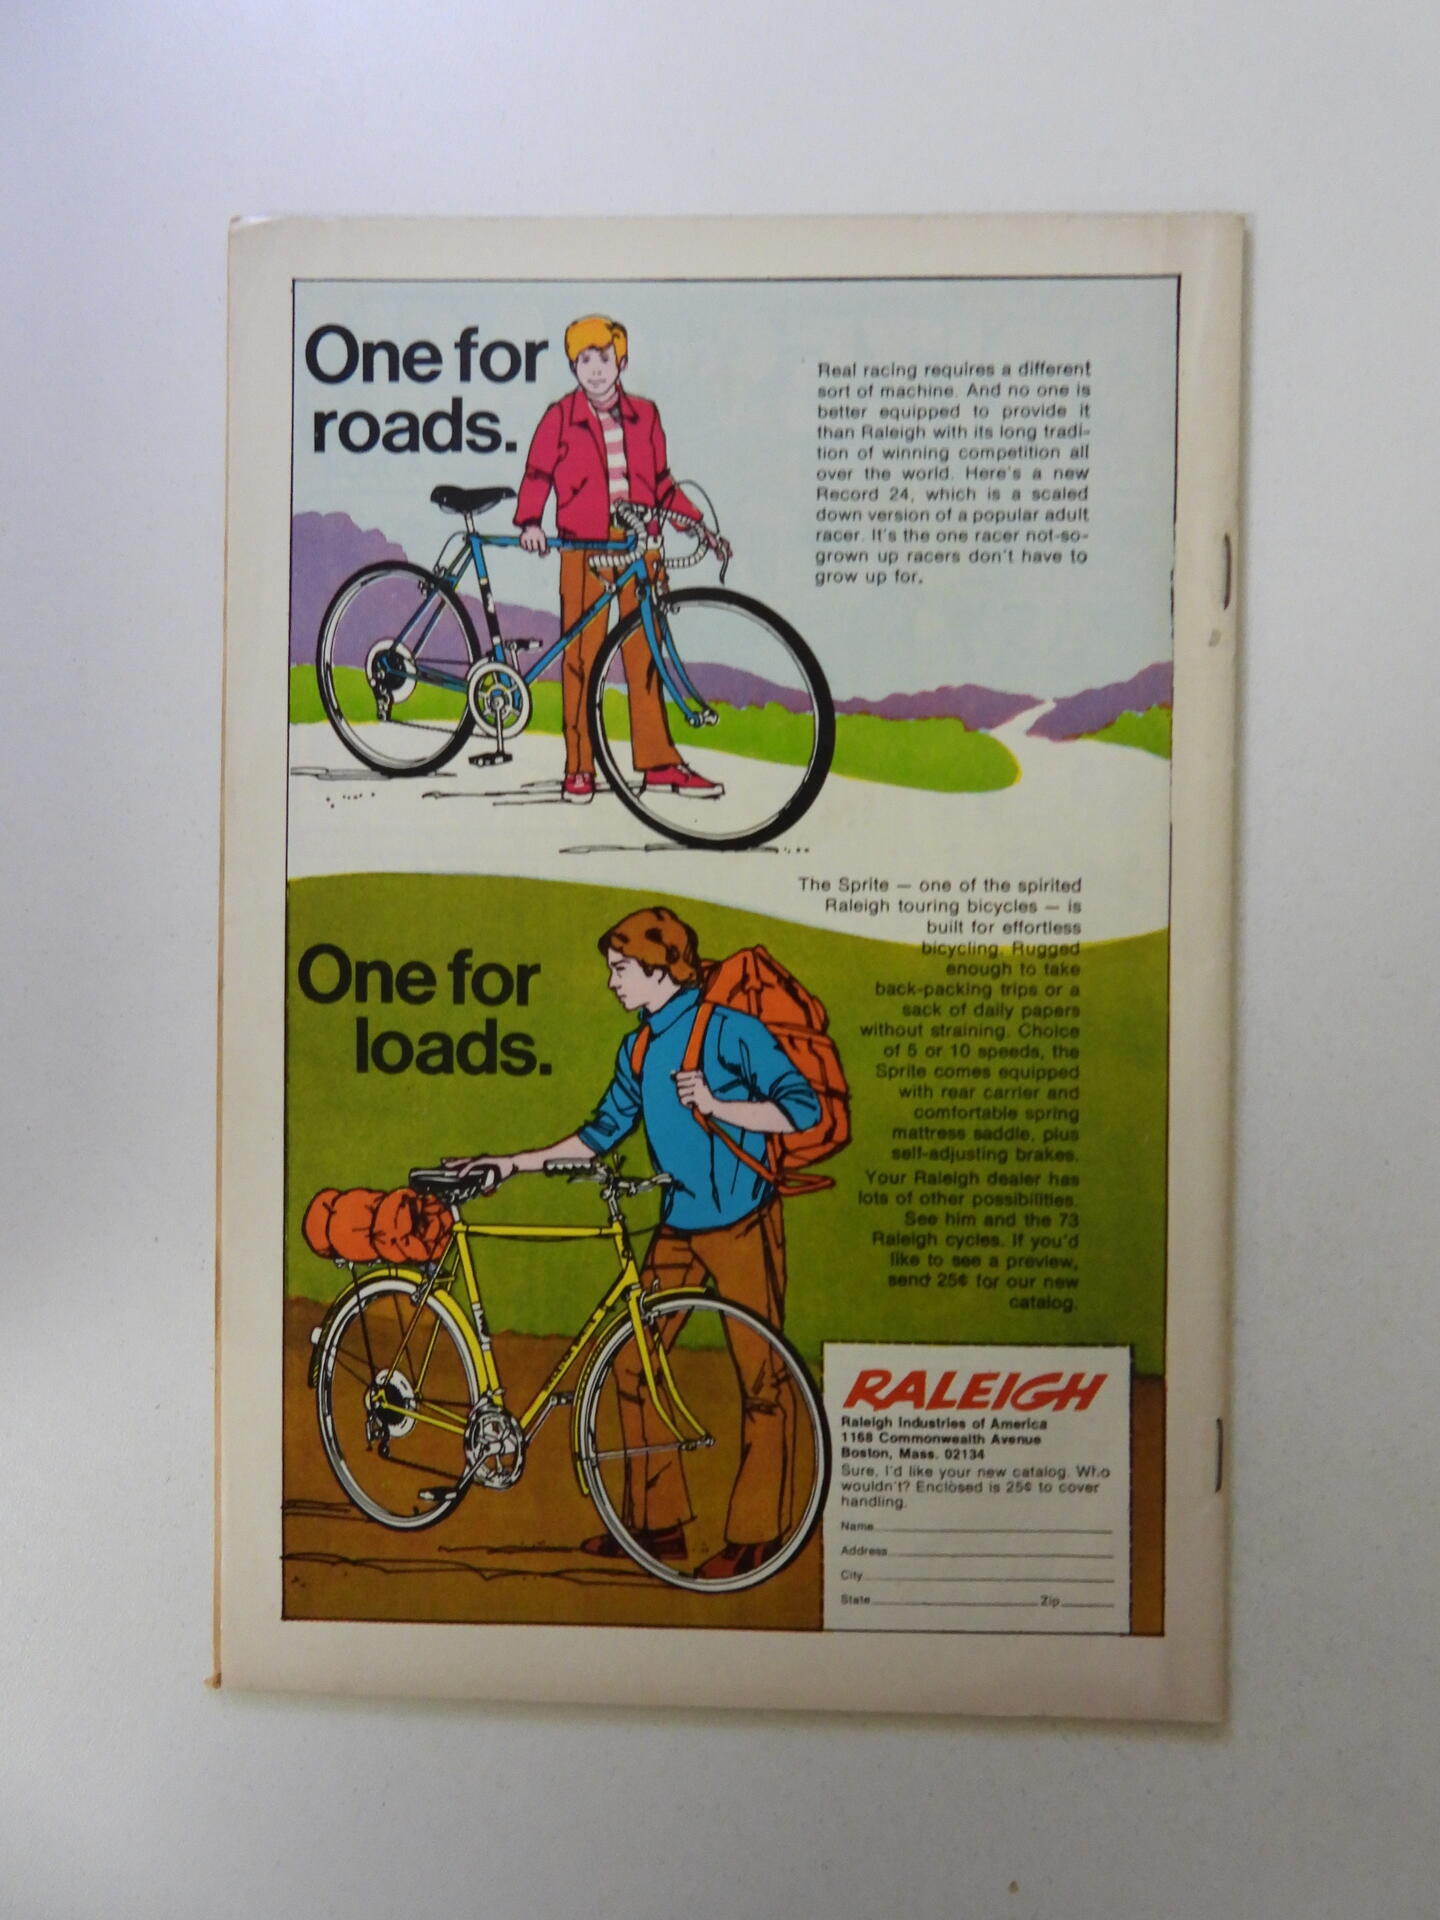 One for
roads.
Real racing requires a different
sort of machine. And no one is
better equipped to provide it
than Raleigh with its long tradi-
tion of winning competition all
over the world. Here's a new
Record 24, which is a scaled
down version of a popular adult
racer. It's the one racer not-so-
grown up racers don't have to
grow up for.
The Sprite — one of the spirited
Raleigh touring bicycles — is
built for effortless
bicycling. Rugged
enough to take
back-packing trips or a
sack of daily papers
without straining. Choice
of 5 or 10 speeds, the
Sprite comes equipped
with rear carrier and
comfortable spring
mattress saddle, plus
self-adjusting brakes.
Your Raleigh dealer has
lots of other possibilities.
See him and the 73
Raleigh cycles. If you'd
like to see a preview,
send 25¢ for our new
catalog.
One for
loads.
RALEIGH
Raleigh Industries of America
1168 Commonwealth Avenue
Boston, Mass. 02134
Sure, I'd like your new catalog. Who
wouldn't? Enclosed is 25¢ to cover
handling.
Name
Address
City
State Zip